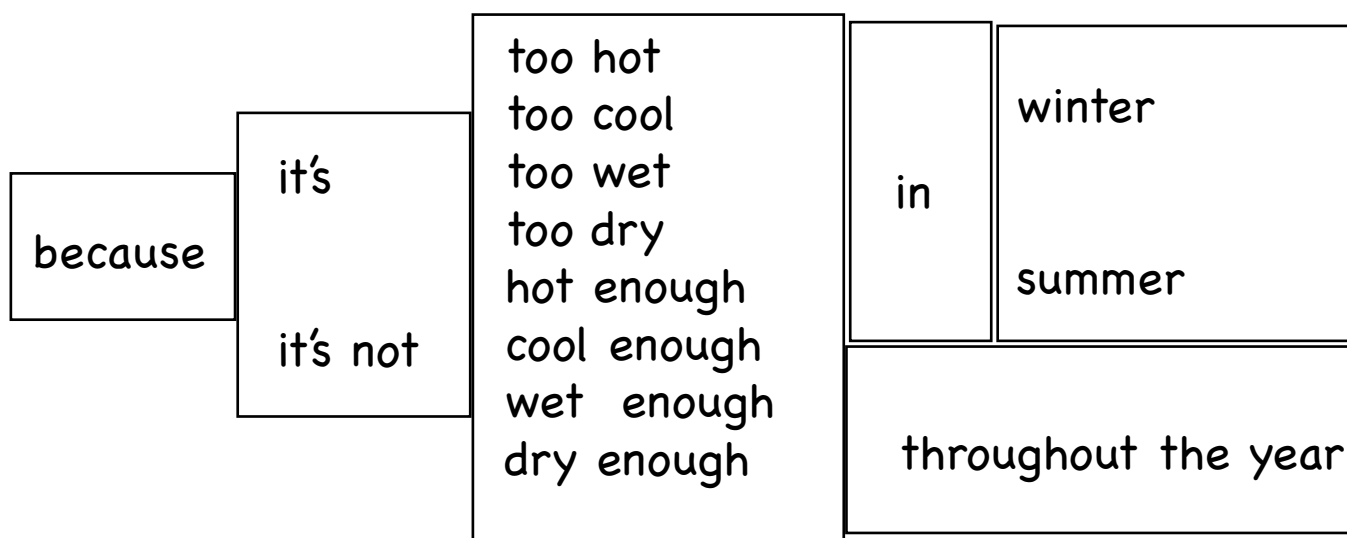 because
it's
it's not
too hot
too cool
too wet
too dry
hot enough
cool enough
wet enough
dry enough
in
winter
summer
throughout the year